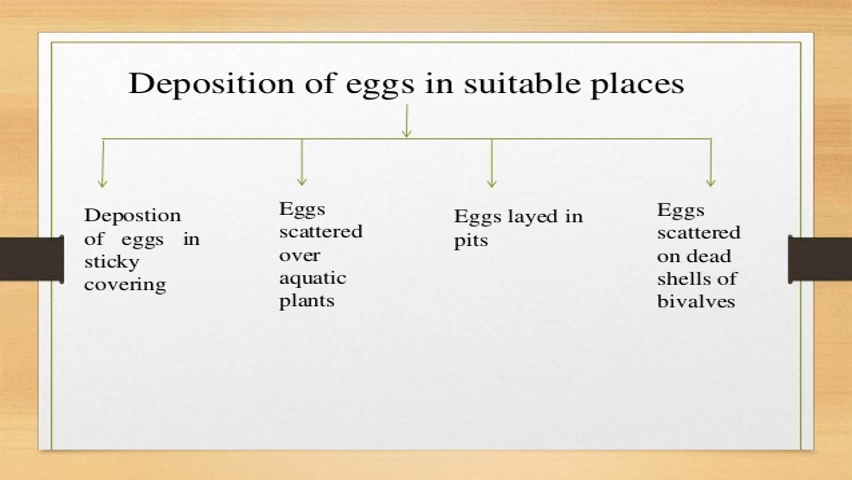 Deposition of eggs in suitable places
Depostion
of eggs in
sticky
covering
Eggs
scattered
over
aquatic
plants
Eggs layed in
pits
Eggs
scattered
on dead
shells of
bivalves